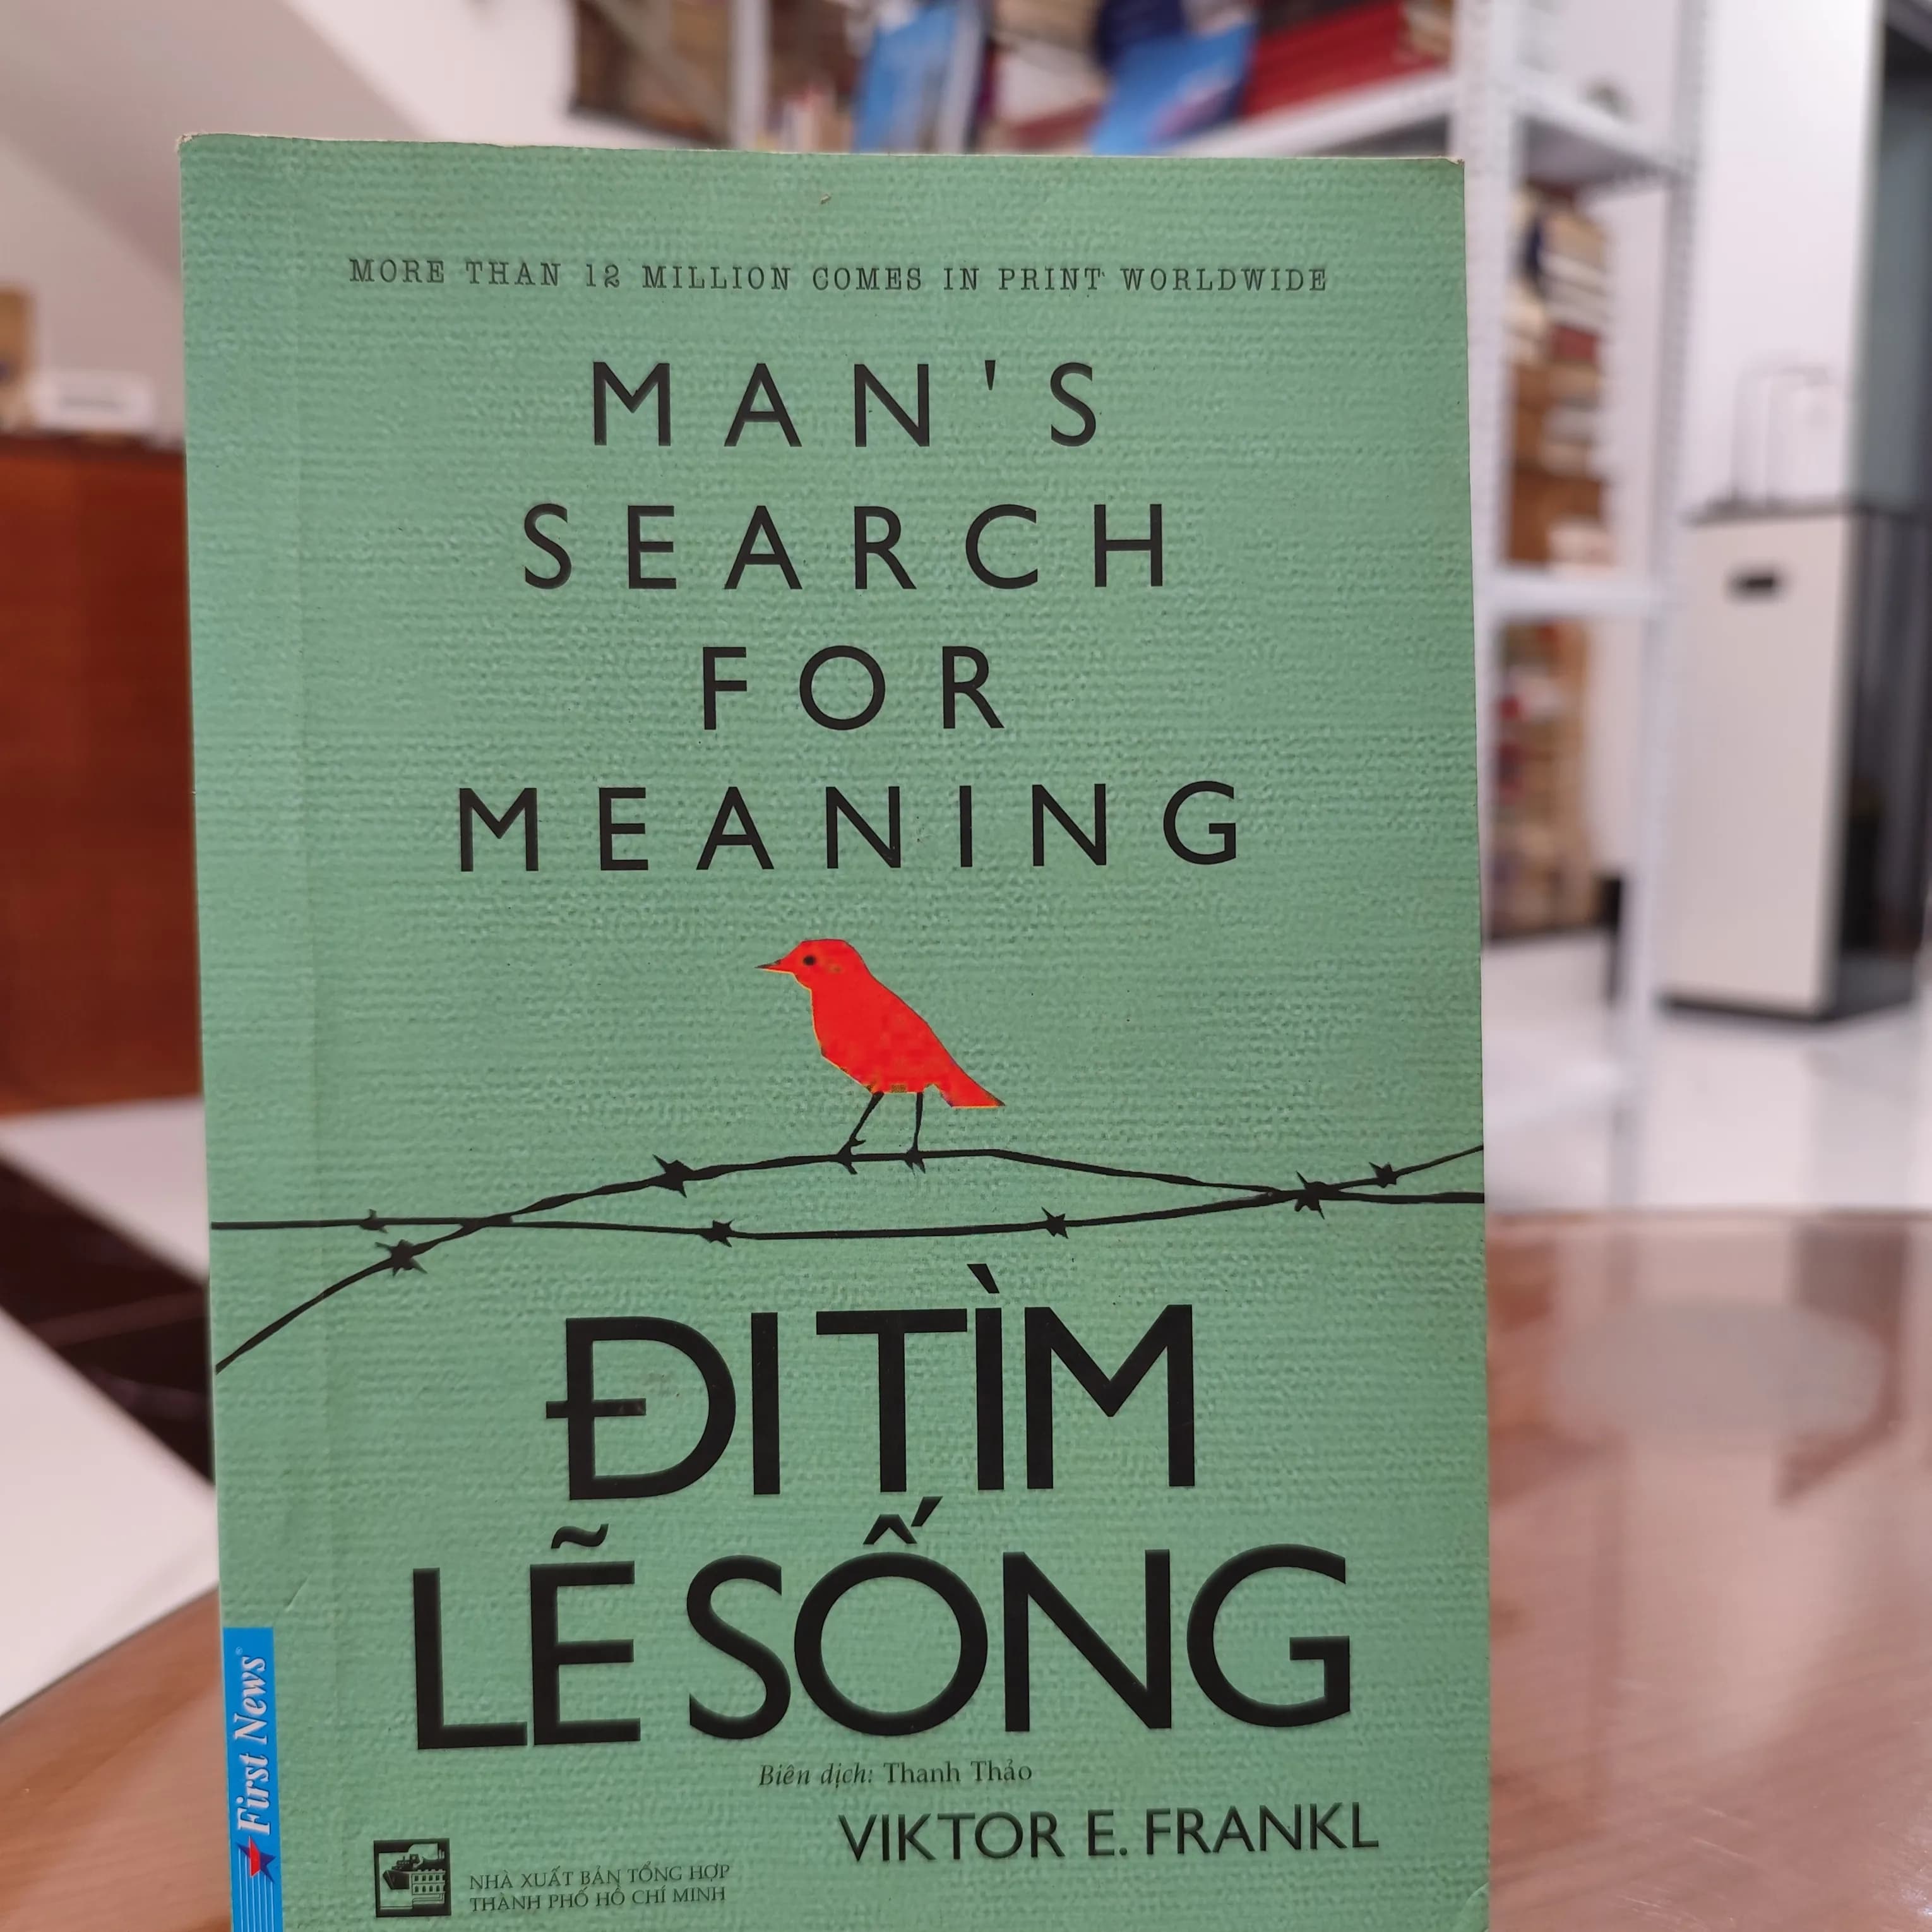 MORE THAN 12 MILLION COMES IN PRINT WORLDWIDE
MAN'S
SEARCH
FOR
MEANING
ĐI TÌM
LẼ SỐNG
Biên dịch: Thanh Thảo
VIKTOR E. FRANKL
First News®
NHÀ XUẤT BẢN TỔNG HỢP
THÀNH PHỐ HỒ CHÍ MINH